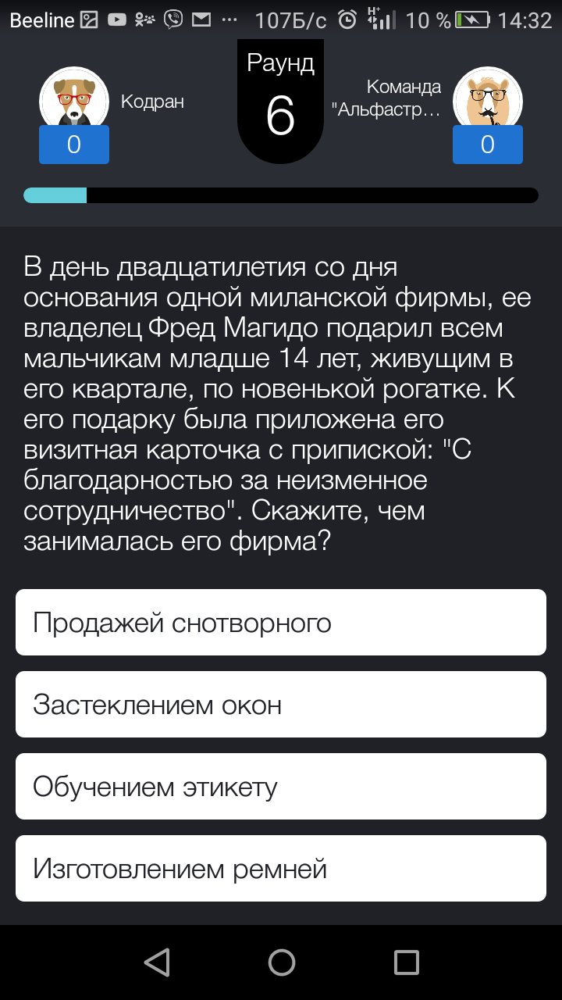 Beeline 107Б/с H+ 10 % 14:32
Раунд
6
Кодран
0
Команда
"Альфастр...
0
В день двадцатилетия со дня
основания одной миланской фирмы, ее
владелец Фред Магидо подарил всем
мальчикам младше 14 лет, живущим в
его квартале, по новенькой рогатке. К
его подарку была приложена его
визитная карточка с припиской: "С
благодарностью за неизменное
сотрудничество". Скажите, чем
занималась его фирма?
Продажей снотворного
Застеклением окон
Обучением этикету
Изготовлением ремней